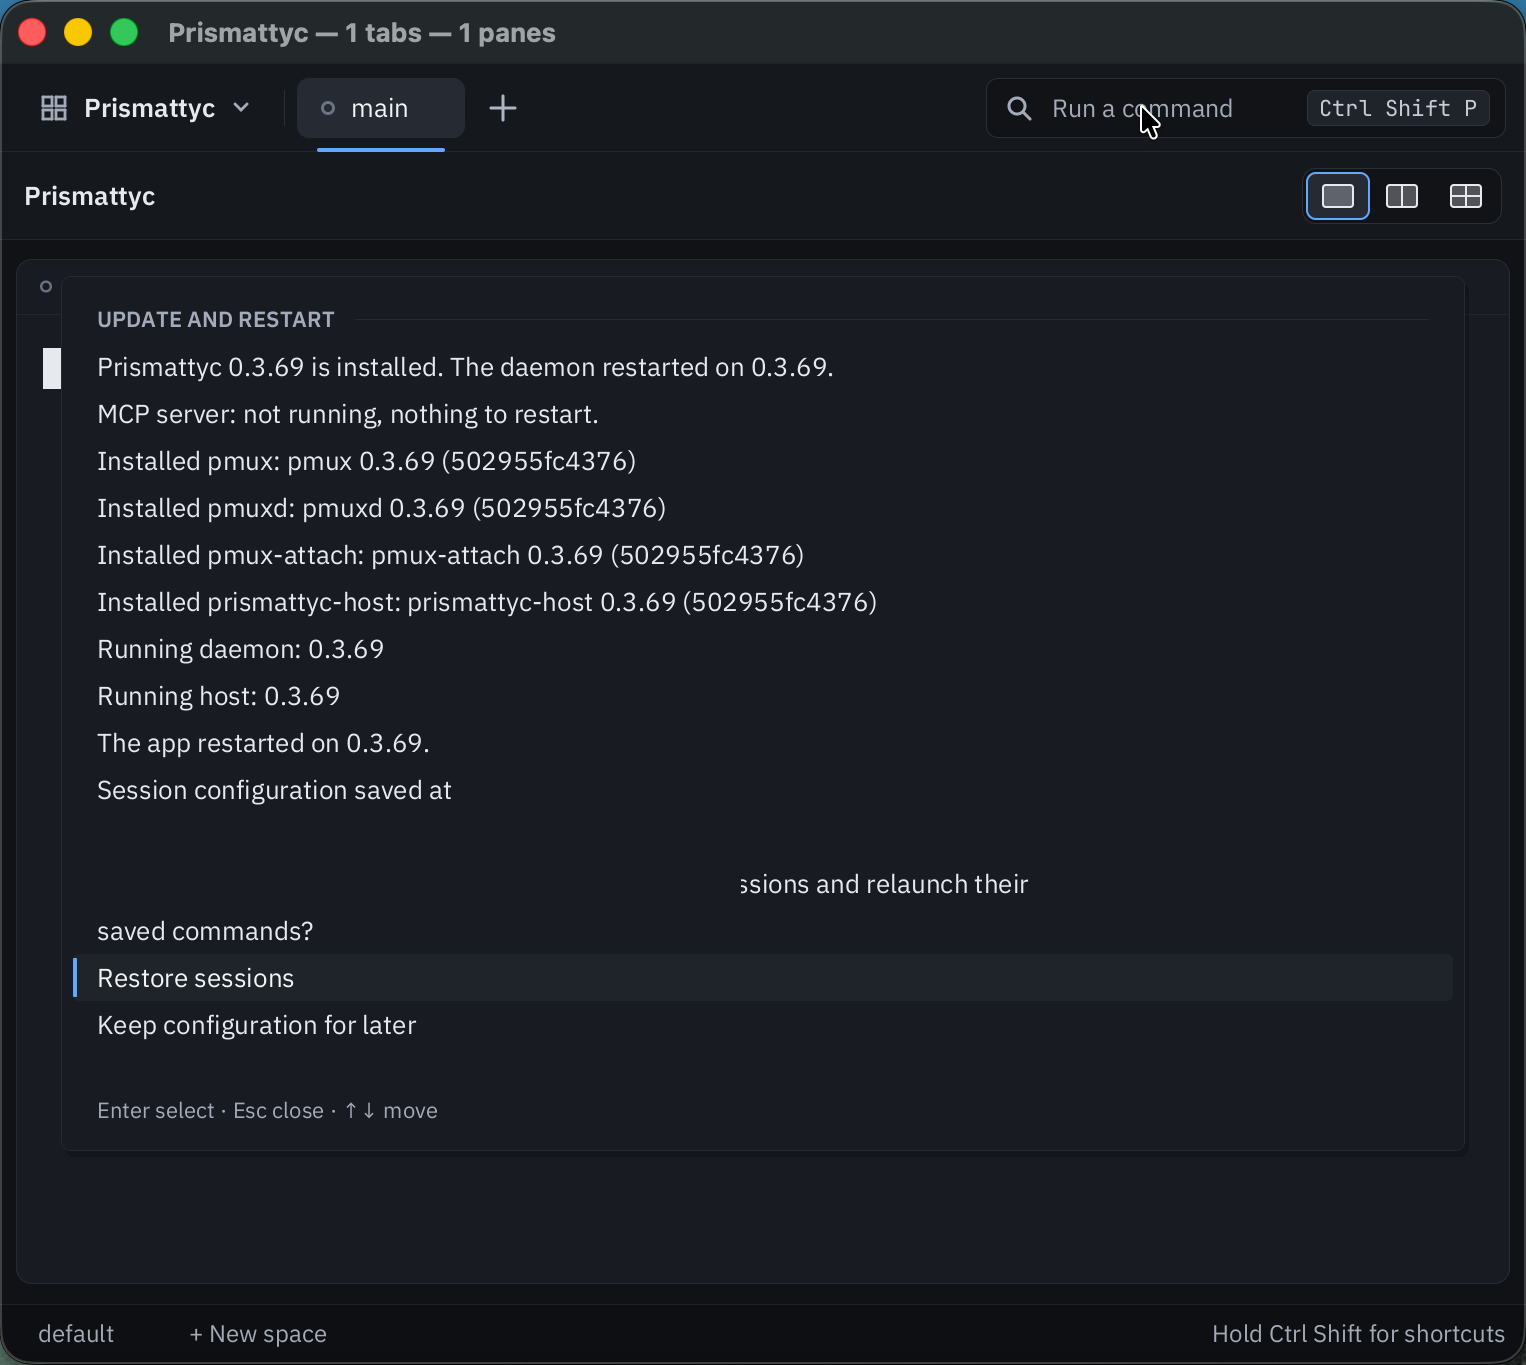 Prismattyc — 1 tabs — 1 panes
Prismattyc
main
Run a command
Ctrl Shift P
Prismattyc
UPDATE AND RESTART
Prismattyc 0.3.69 is installed. The daemon restarted on 0.3.69.
MCP server: not running, nothing to restart.
Installed pmux: pmux 0.3.69 (502955fc4376)
Installed pmuxd: pmuxd 0.3.69 (502955fc4376)
Installed pmux-attach: pmux-attach 0.3.69 (502955fc4376)
Installed prismattyc-host: prismattyc-host 0.3.69 (502955fc4376)
Running daemon: 0.3.69
Running host: 0.3.69
The app restarted on 0.3.69.
Session configuration saved at
and relaunch their
saved commands?
Restore sessions
Keep configuration for later
Enter select · Esc close · ↑↓ move
default
+ New space
Hold Ctrl Shift for shortcuts